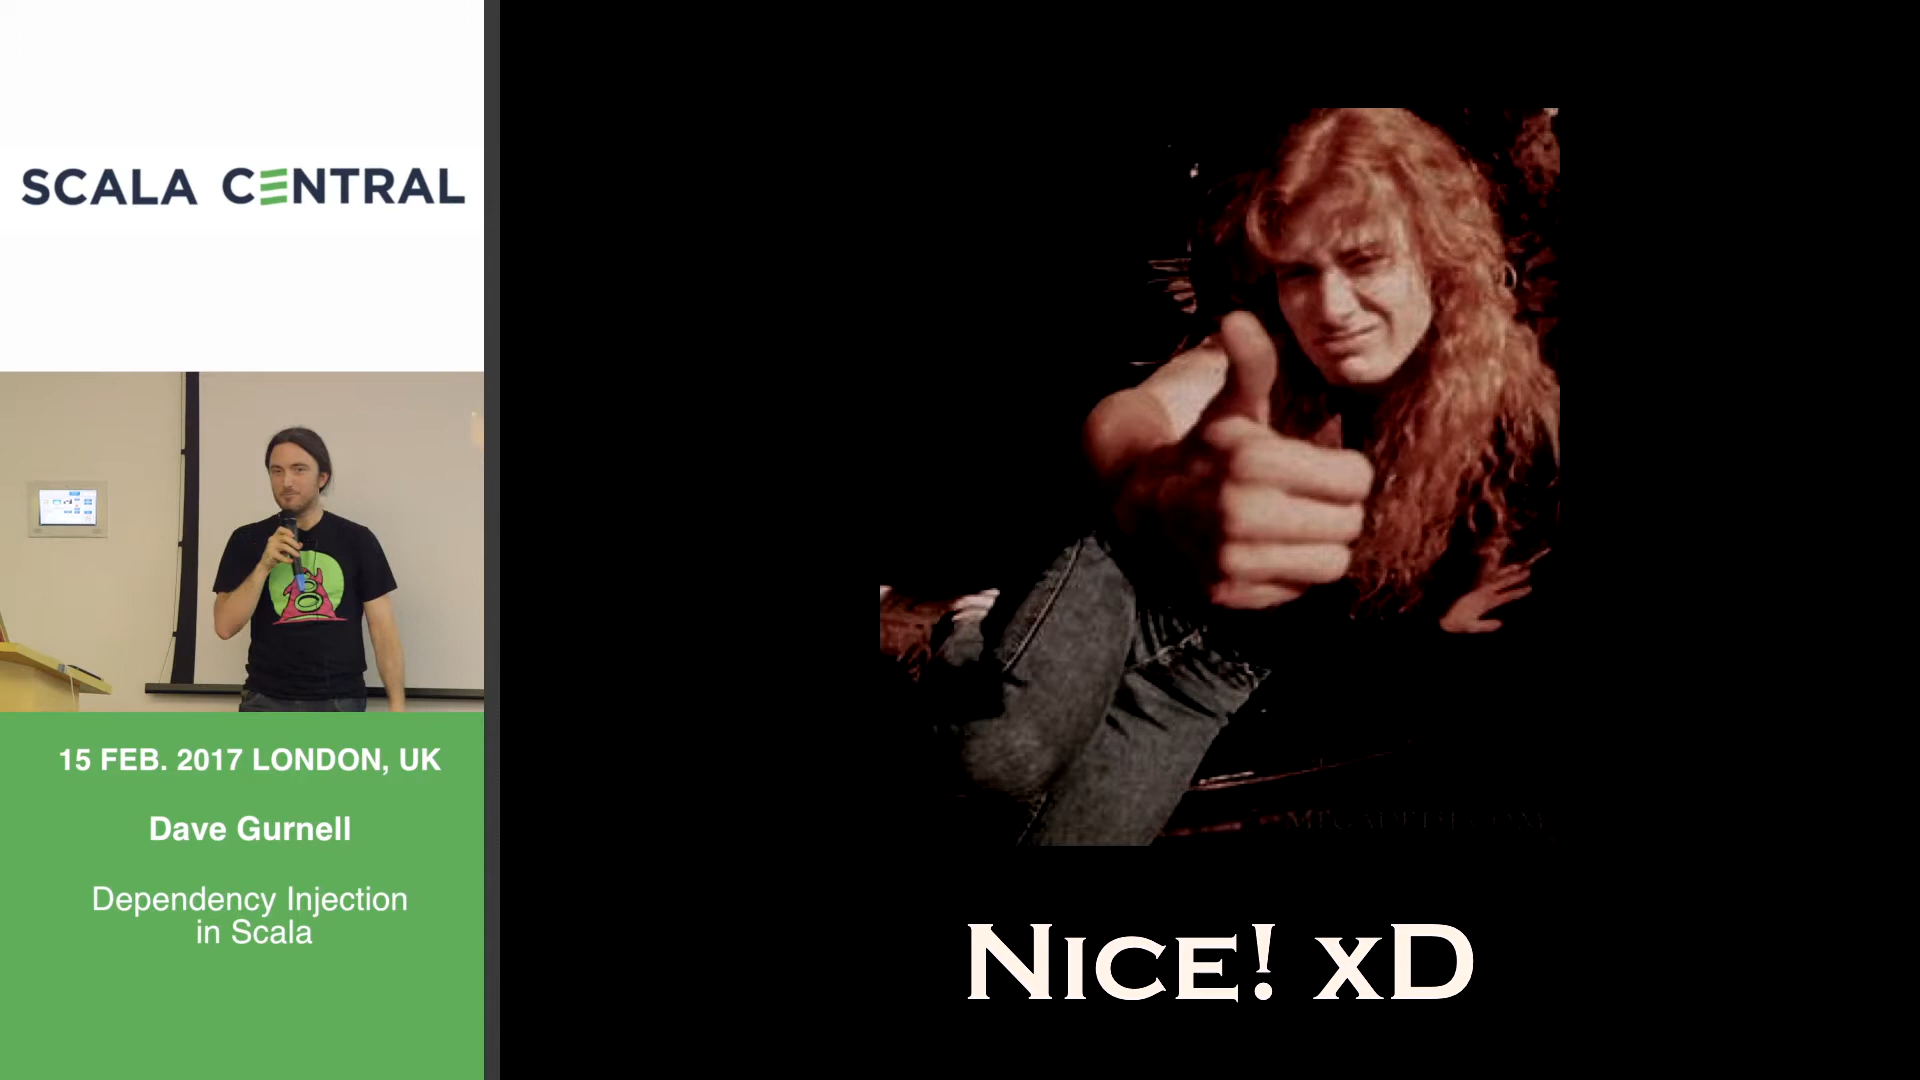 SCALA CENTRAL
15 FEB. 2017 LONDON, UK
Dave Gurnell
Dependency Injection
in Scala
NICE! XD